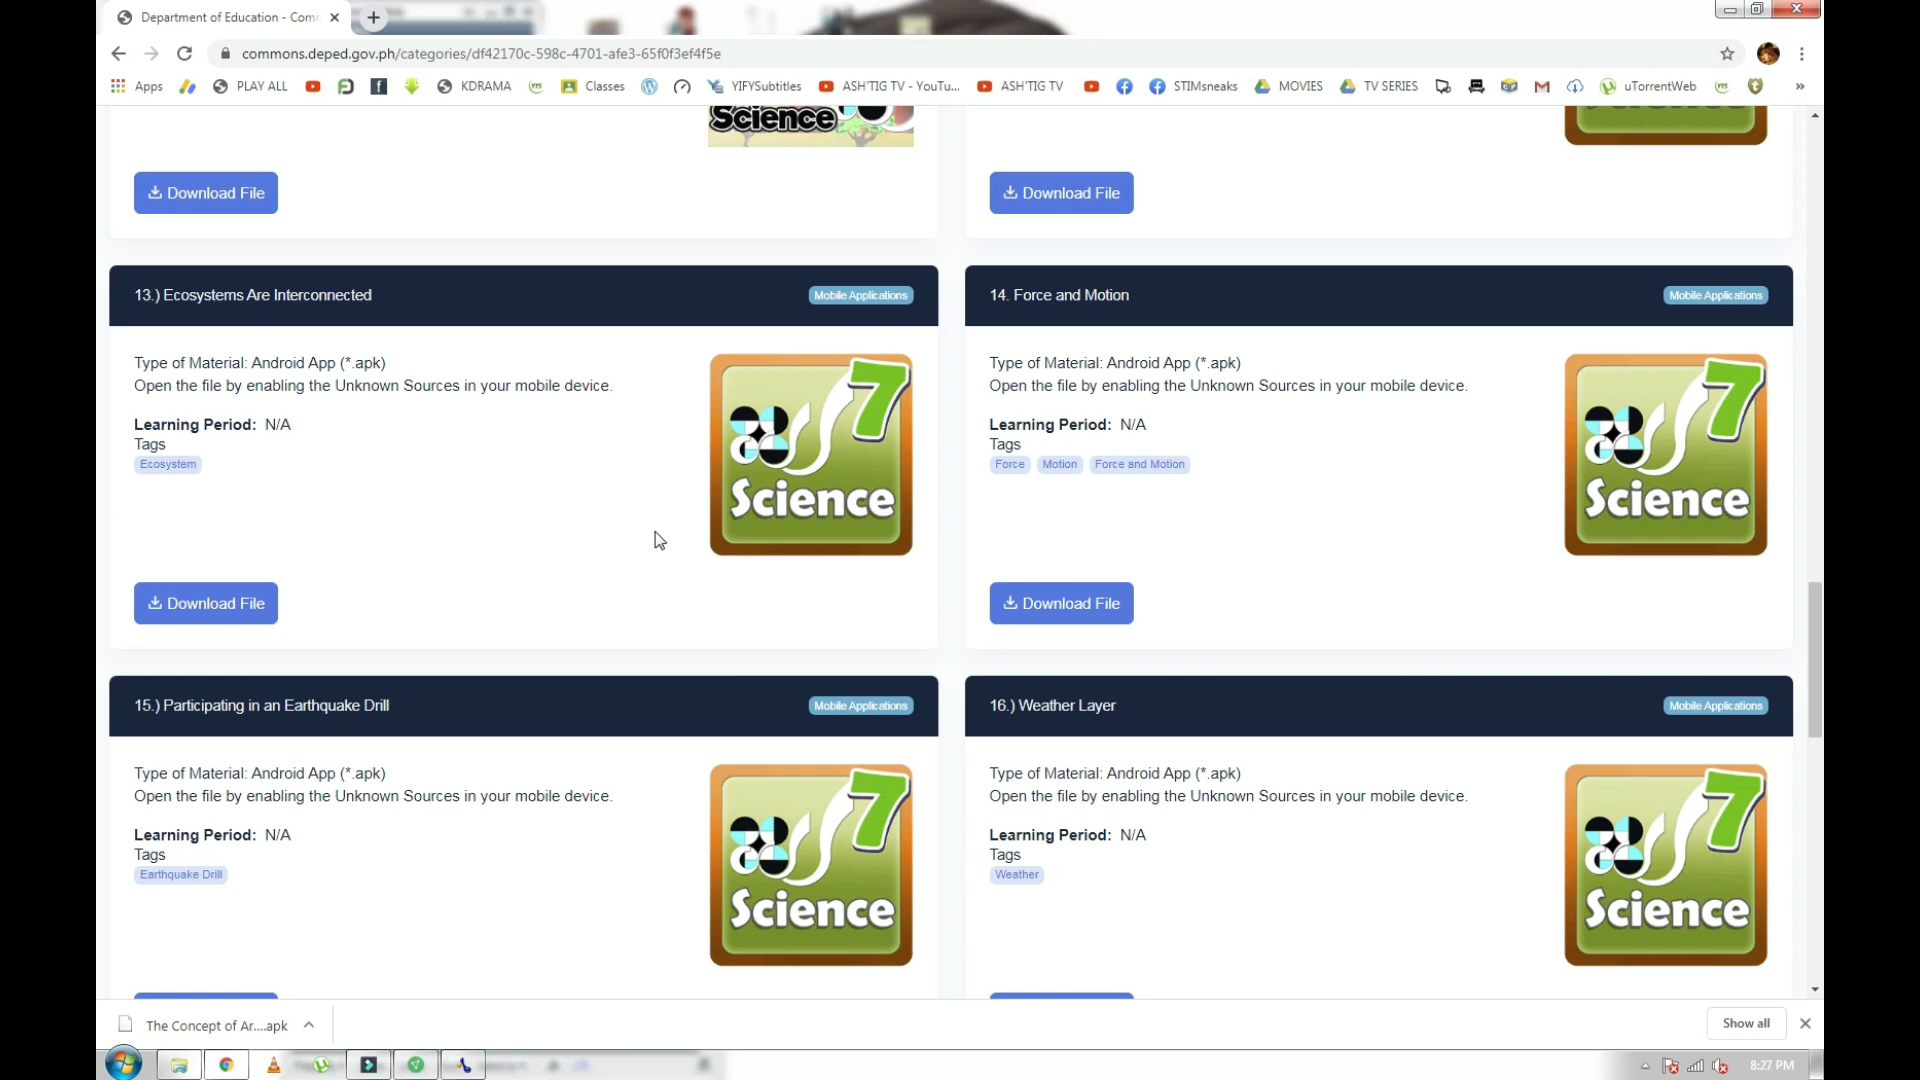 Department of Education - Comm
commons.deped.gov.ph/categories/df42170c-598c-4701-afe3-65f0f3ef4f5e
Apps
PLAY ALL
KDRAMA
Classes
YIFYSubtitles
ASH'TIG TV - YouTu...
ASH'TIG TV
STIMsneaks
MOVIES
TV SERIES
uTorrentWeb
»
Science
Download File
Download File
13.) Ecosystems Are Interconnected
Mobile Applications
Type of Material: Android App (*.apk)
Open the file by enabling the Unknown Sources in your mobile device.
Learning Period: N/A
Tags
Ecosystem
7
Science
Download File
14. Force and Motion
Mobile Applications
Type of Material: Android App (*.apk)
Open the file by enabling the Unknown Sources in your mobile device.
Learning Period: N/A
Tags
Force Motion Force and Motion
7
Science
Download File
15.) Participating in an Earthquake Drill
Mobile Applications
Type of Material: Android App (*.apk)
Open the file by enabling the Unknown Sources in your mobile device.
Learning Period: N/A
Tags
Earthquake Drill
7
Science
16.) Weather Layer
Mobile Applications
Type of Material: Android App (*.apk)
Open the file by enabling the Unknown Sources in your mobile device.
Learning Period: N/A
Tags
Weather
7
Science
The Concept of Ar....apk
Show all
8:27 PM